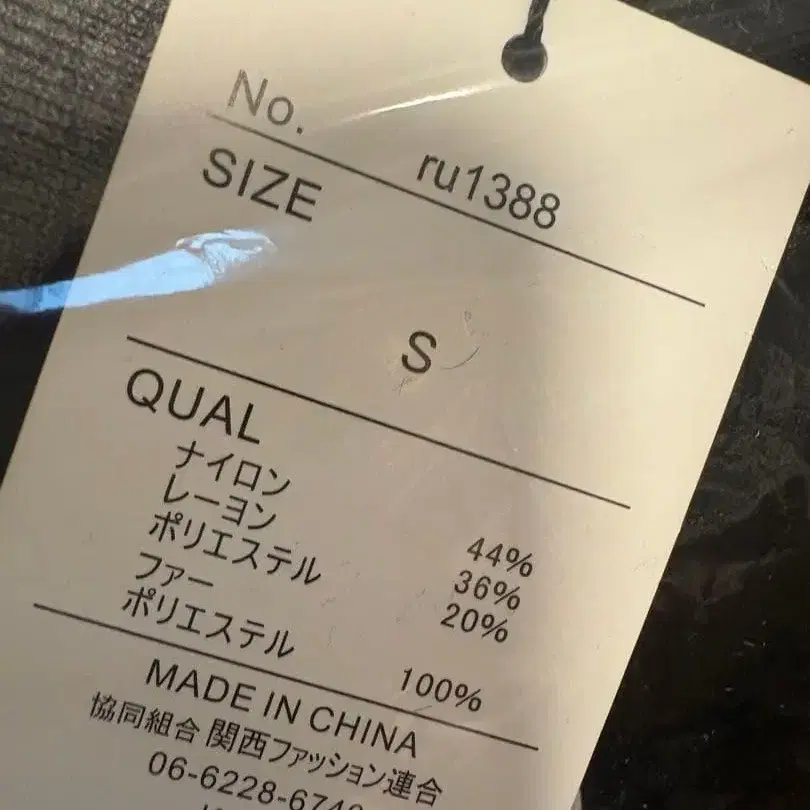 No. ru1388
SIZE
S
QUAL
ナイロン 44%
レーヨン 36%
ポリエステル 20%
ファー
ポリエステル 100%
MADE IN CHINA
協同組合 関西ファッション連合